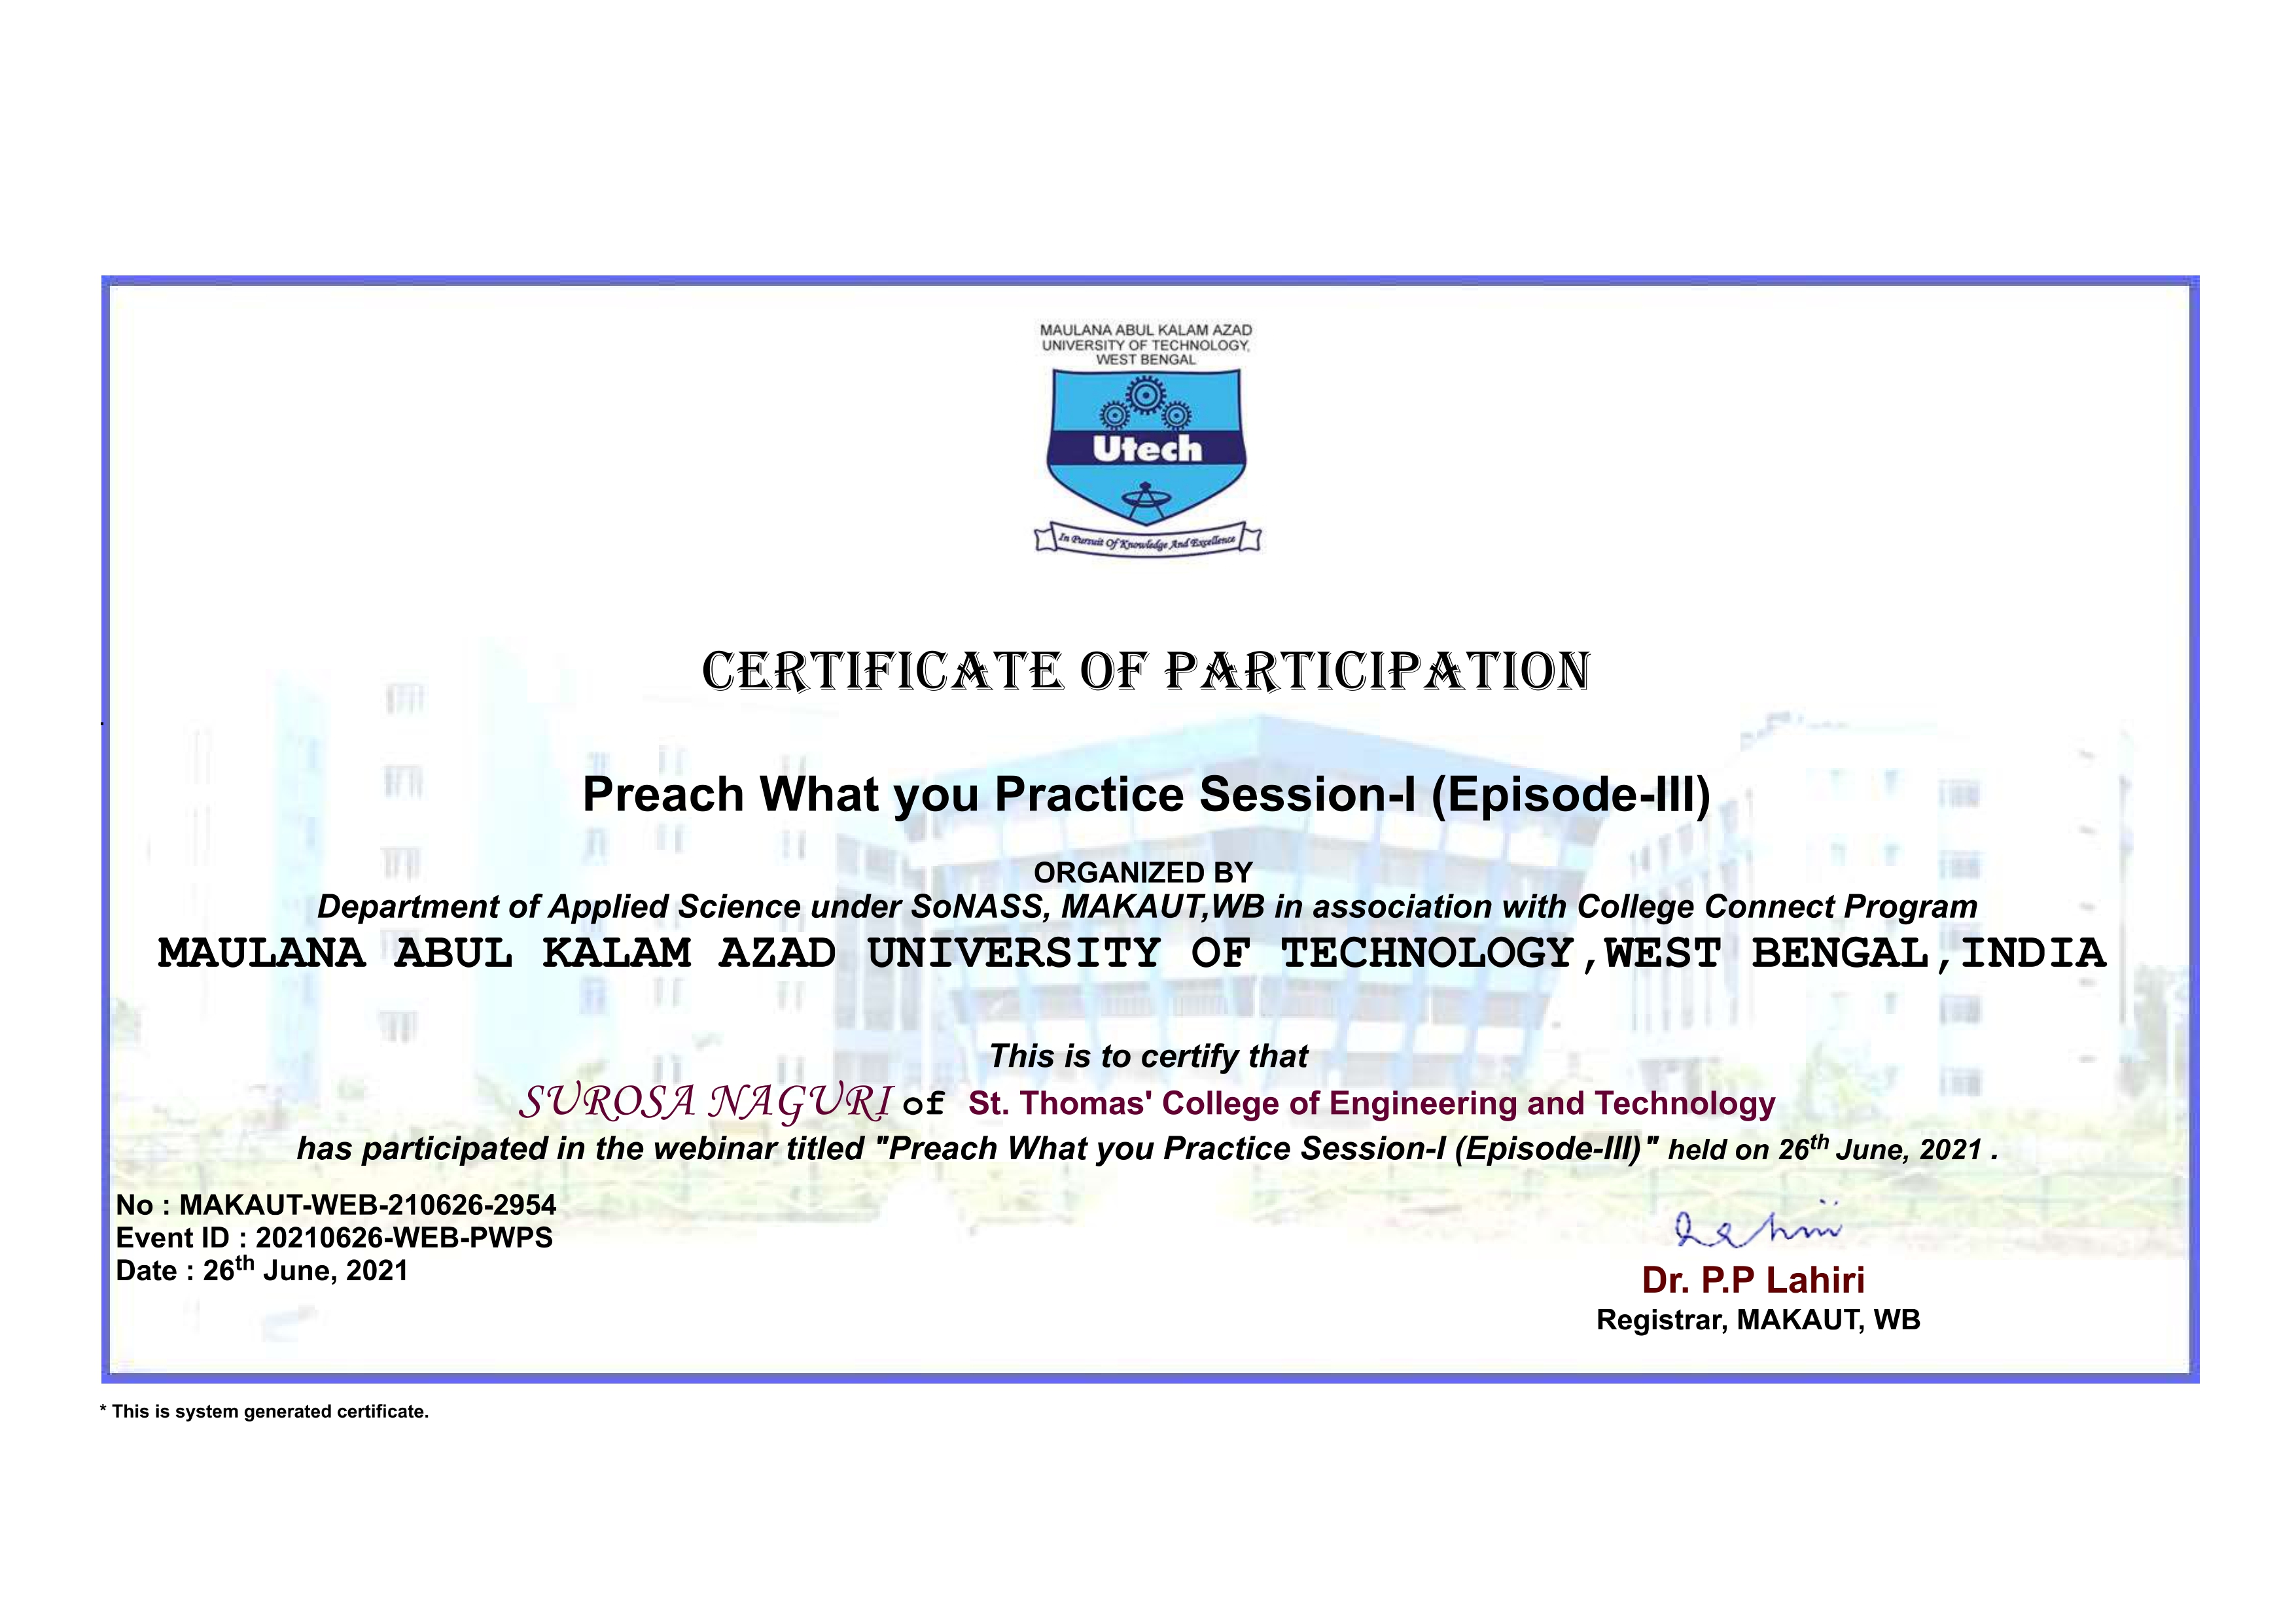 MAULANA ABUL KALAM AZAD
UNIVERSITY OF TECHNOLOGY,
WEST BENGAL
Utech
In Pursuit Of Knowledge And Excellence
CERTIFICATE OF PARTICIPATION
Preach What you Practice Session-I (Episode-III)
ORGANIZED BY
Department of Applied Science under SoNASS, MAKAUT,WB in association with College Connect Program
MAULANA ABUL KALAM AZAD UNIVERSITY OF TECHNOLOGY,WEST BENGAL,INDIA
This is to certify that
SUROSA NAGURI of St. Thomas' College of Engineering and Technology
has participated in the webinar titled "Preach What you Practice Session-I (Episode-III)" held on 26th June, 2021 .
No : MAKAUT-WEB-210626-2954
Event ID : 20210626-WEB-PWPS
Date : 26th June, 2021
Lahiri
Dr. P.P Lahiri
Registrar, MAKAUT, WB
* This is system generated certificate.